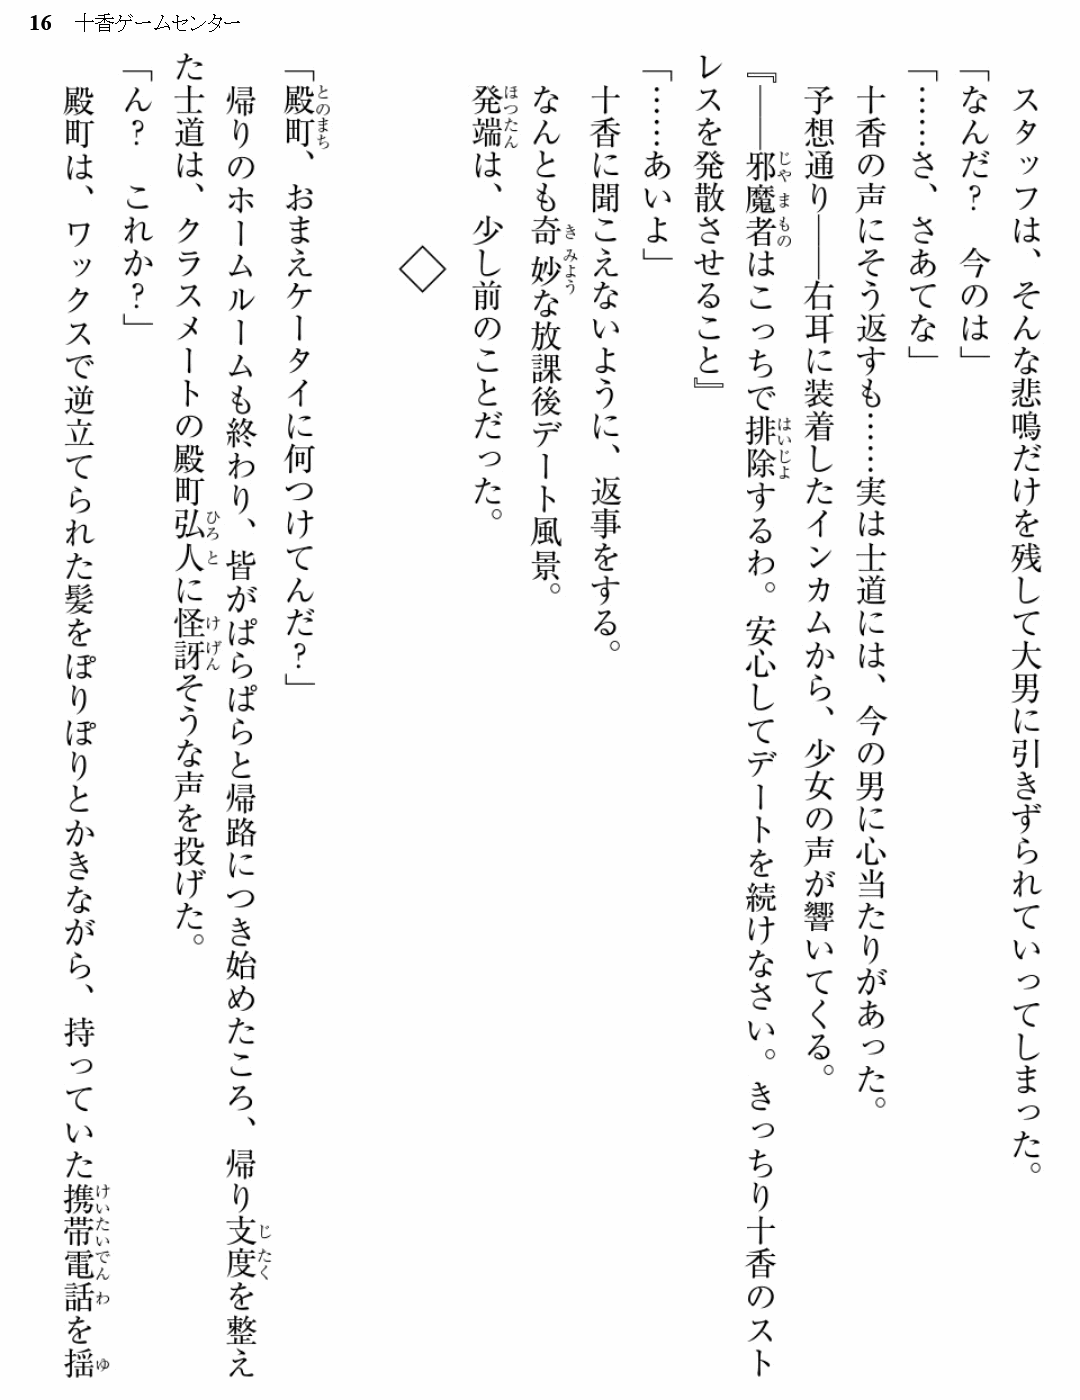 16 十香ゲームセンター
スタッフは、そんな悲鳴だけを残して大男に引きずられていってしまった。
「なんだ？　今のは」
「……さ、さあてな」
十香の声にそう返すも……実は士道には、今の男に心当たりがあった。
予想通り――右耳に装着したインカムから、少女の声が響いてくる。
『――邪魔者はこっちで排除するわ。安心してデートを続けなさい。きっちり十香のスト
レスを発散させること』
「……あいよ」
十香に聞こえないように、返事をする。
なんとも奇妙な放課後デート風景。
発端は、少し前のことだった。
◇
「殿町、おまえケータイに何つけてんだ？」
帰りのホームルームも終わり、皆がぱらぱらと帰路につき始めたころ、帰り支度を整え
た士道は、クラスメートの殿町弘人に怪訝そうな声を投げた。
「ん？　これか？」
殿町は、ワックスで逆立てられた髪をぽりぽりとかきながら、持っていた携帯電話を揺